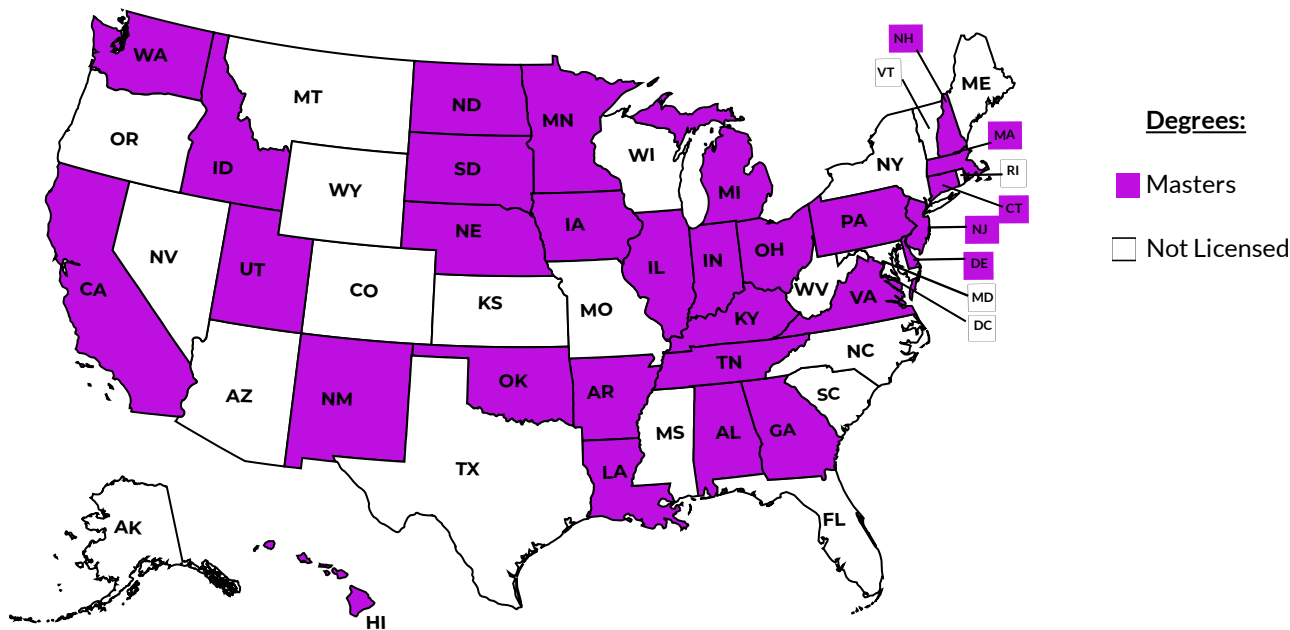 WA
MT
ND
MN
OR
ID
SD
WI
WY
MI
NE
IA
NV
UT
CO
IL
IN
OH
PA
NY
ME
NH
VT
MA
RI
CT
NJ
DE
MD
DC
CA
KS
MO
WV
VA
KY
AZ
NM
OK
AR
TN
NC
SC
MS
AL
GA
TX
LA
FL
AK
HI
Degrees:
Masters
Not Licensed